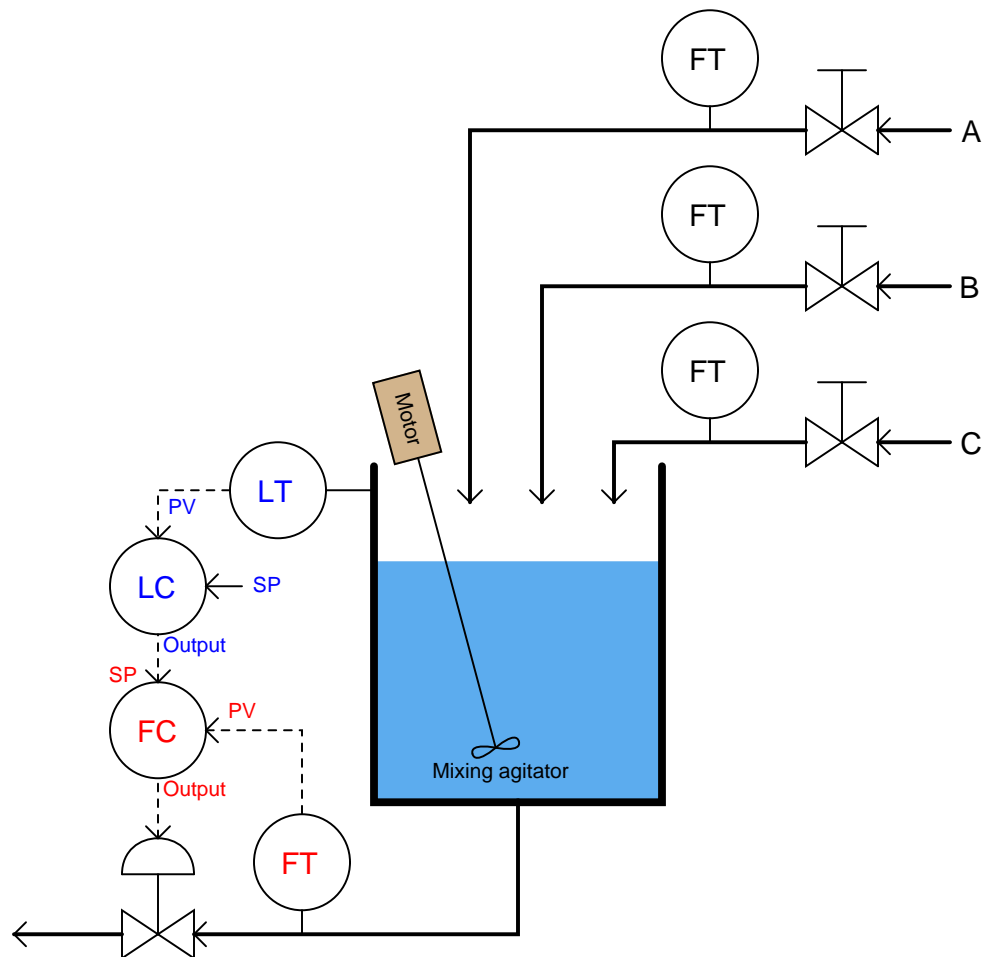 FT
A
FT
B
FT
C
Motor
LT
PV
LC
SP
Output
SP
FC
PV
Output
FT
Mixing agitator